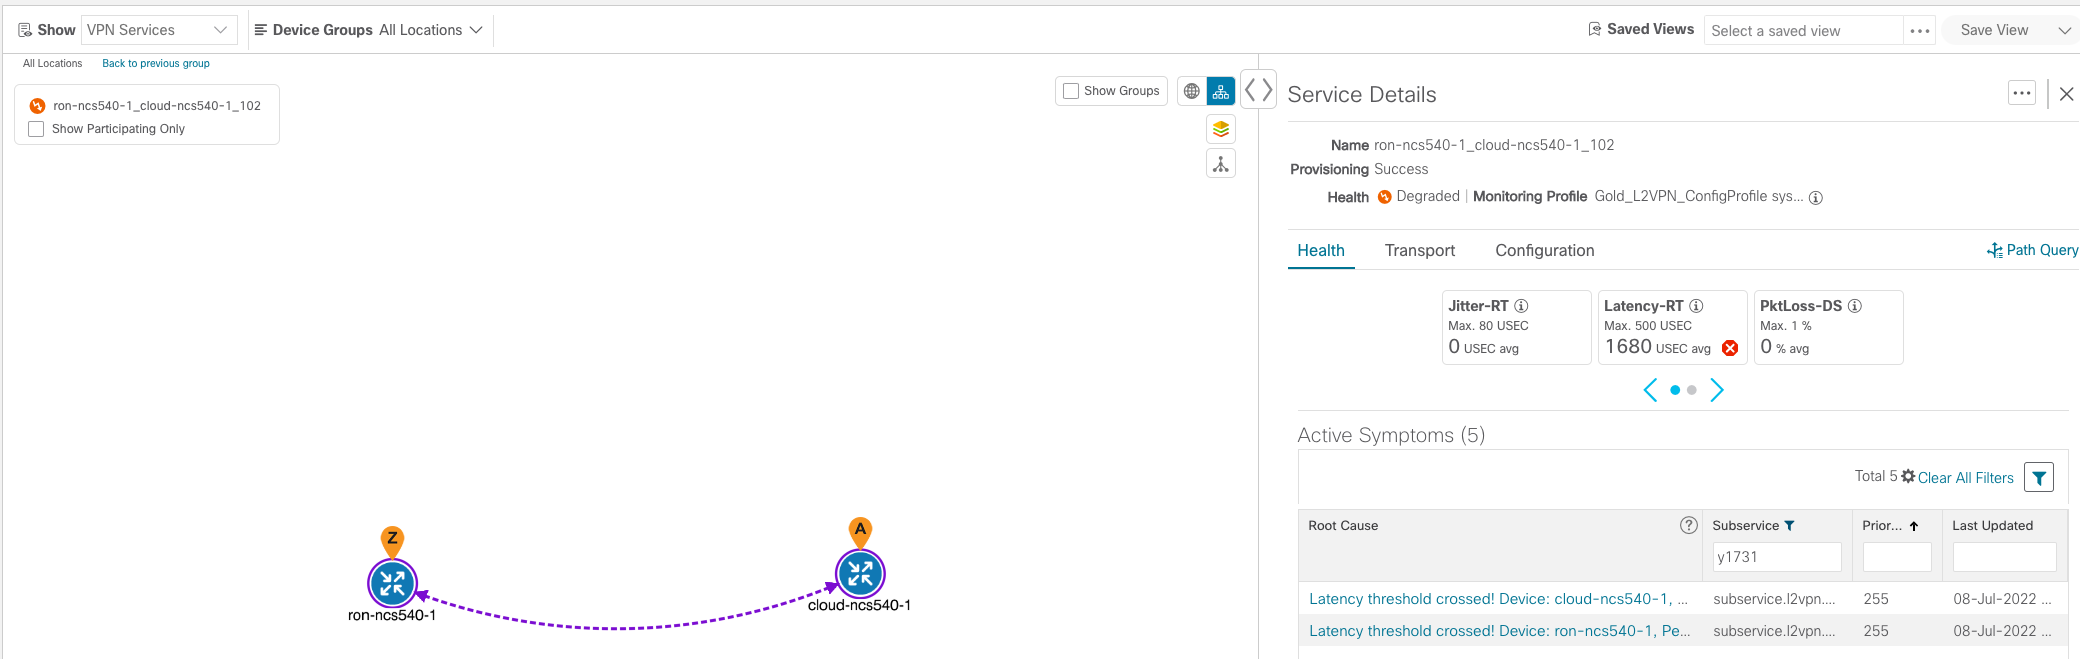 Show VPN Services Device Groups All Locations Saved Views Select a saved view Save View
All Locations Back to previous group
ron-ncs540-1_cloud-ncs540-1_102
Show Participating Only
Show Groups
Z
ron-ncs540-1
A
cloud-ncs540-1
Service Details
Name ron-ncs540-1_cloud-ncs540-1_102
Provisioning Success
Health Degraded | Monitoring Profile Gold_L2VPN_ConfigProfile sys...
Health Transport Configuration Path Query
Jitter-RT
Max. 80 USEC
0 USEC avg
Latency-RT
Max. 500 USEC
1680 USEC avg
PktLoss-DS
Max. 1 %
0 % avg
Active Symptoms (5)
Total 5 Clear All Filters
Root Cause Subservice Prior... Last Updated
y1731
Latency threshold crossed! Device: cloud-ncs540-1, ... subservice.l2vpn.... 255 08-Jul-2022 ...
Latency threshold crossed! Device: ron-ncs540-1, Pe... subservice.l2vpn.... 255 08-Jul-2022 ...